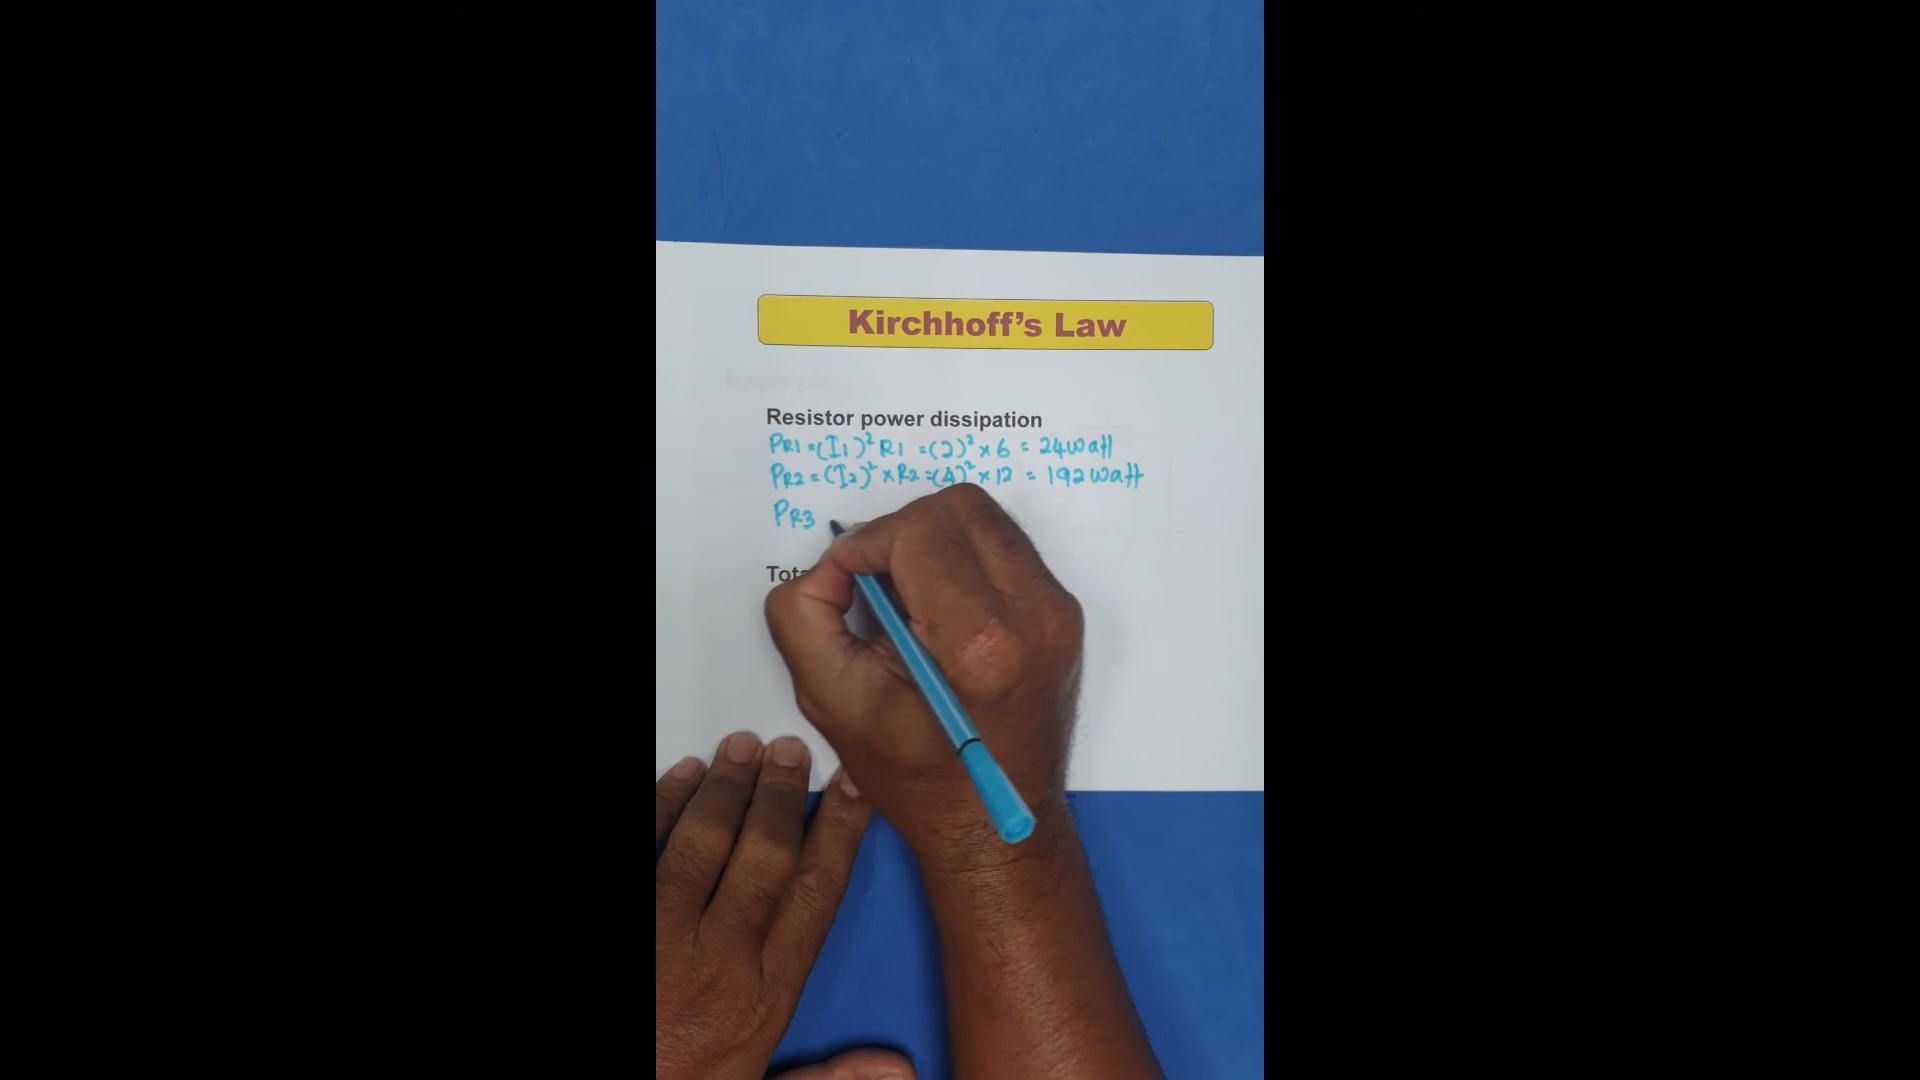 Kirchhoff's Law
Resistor power dissipation
PR1 = (I1)² R1 = (2)² × 6 = 24 watt
PR2 = (I2)² × R2 = (4)² × 12 = 192 watt
PR3